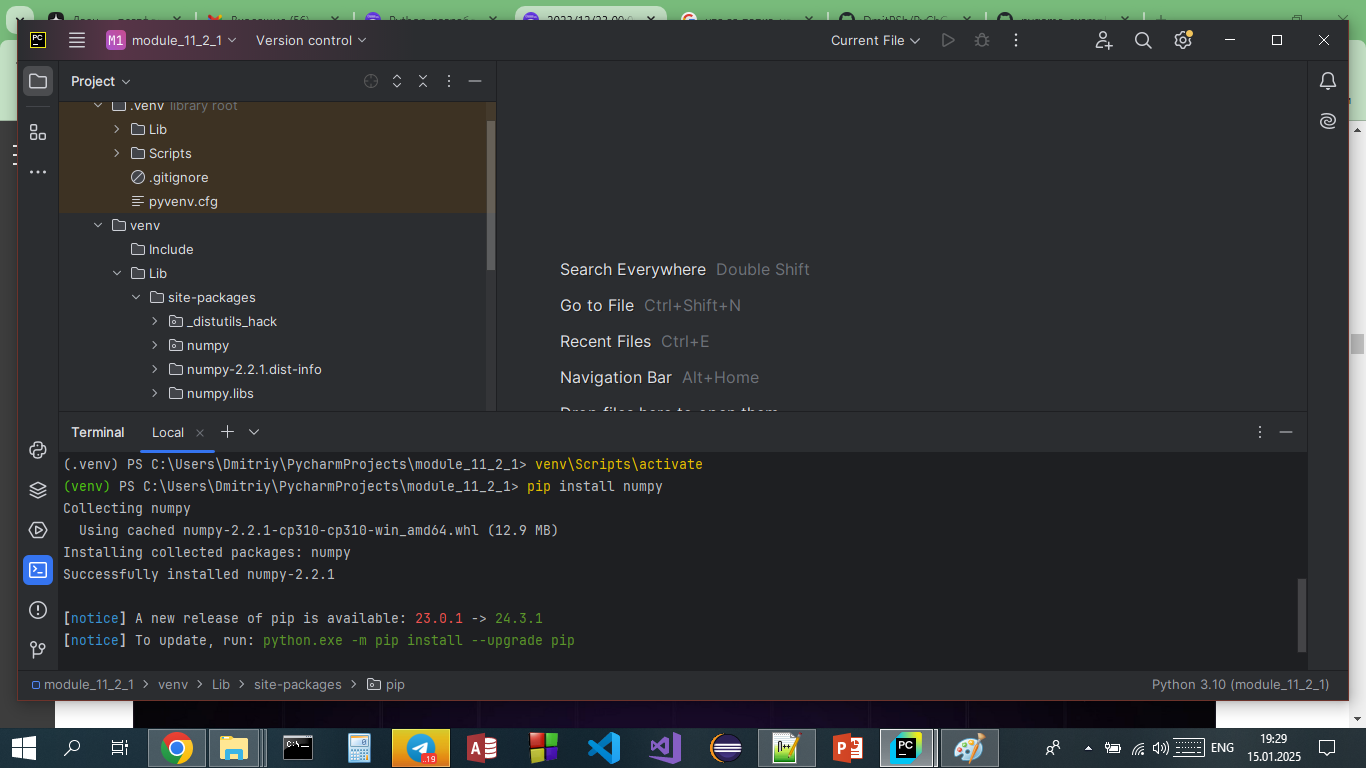 M1 module_11_2_1 Version control Current File
Project
.venv library root
Lib
Scripts
.gitignore
pyvenv.cfg
venv
Include
Lib
site-packages
_distutils_hack
numpy
numpy-2.2.1.dist-info
numpy.libs
Search Everywhere Double Shift
Go to File Ctrl+Shift+N
Recent Files Ctrl+E
Navigation Bar Alt+Home
Drop files here to open them
Terminal Local
(.venv) PS C:\Users\Dmitriy\PycharmProjects\module_11_2_1> venv\Scripts\activate
(venv) PS C:\Users\Dmitriy\PycharmProjects\module_11_2_1> pip install numpy
Collecting numpy
Using cached numpy-2.2.1-cp310-cp310-win_amd64.whl (12.9 MB)
Installing collected packages: numpy
Successfully installed numpy-2.2.1
[notice] A new release of pip is available: 23.0.1 -> 24.3.1
[notice] To update, run: python.exe -m pip install --upgrade pip
module_11_2_1 > venv > Lib > site-packages > pip Python 3.10 (module_11_2_1)
ENG
19:29
15.01.2025